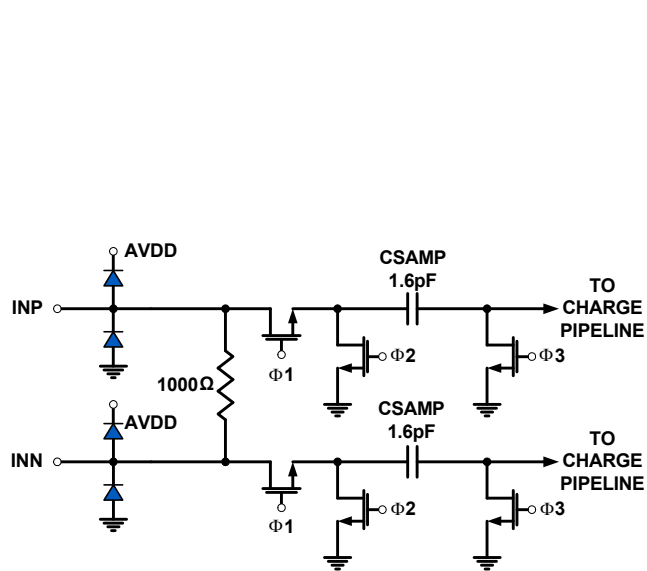 AVDD
CSAMP
1.6pF
TO
CHARGE
PIPELINE
INP
Φ2
Φ3
Φ1
1000Ω
AVDD
CSAMP
1.6pF
TO
CHARGE
PIPELINE
INN
Φ2
Φ3
Φ1